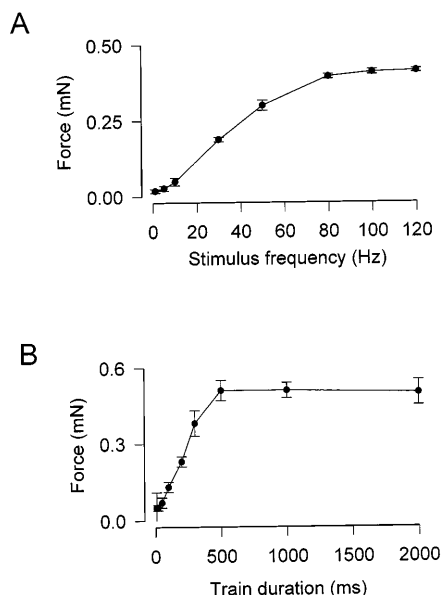 A
0.50
0.25
0.00
Force (mN)
0 20 40 60 80 100 120
Stimulus frequency (Hz)
B
0.6
0.3
0.0
Force (mN)
0 500 1000 1500 2000
Train duration (ms)